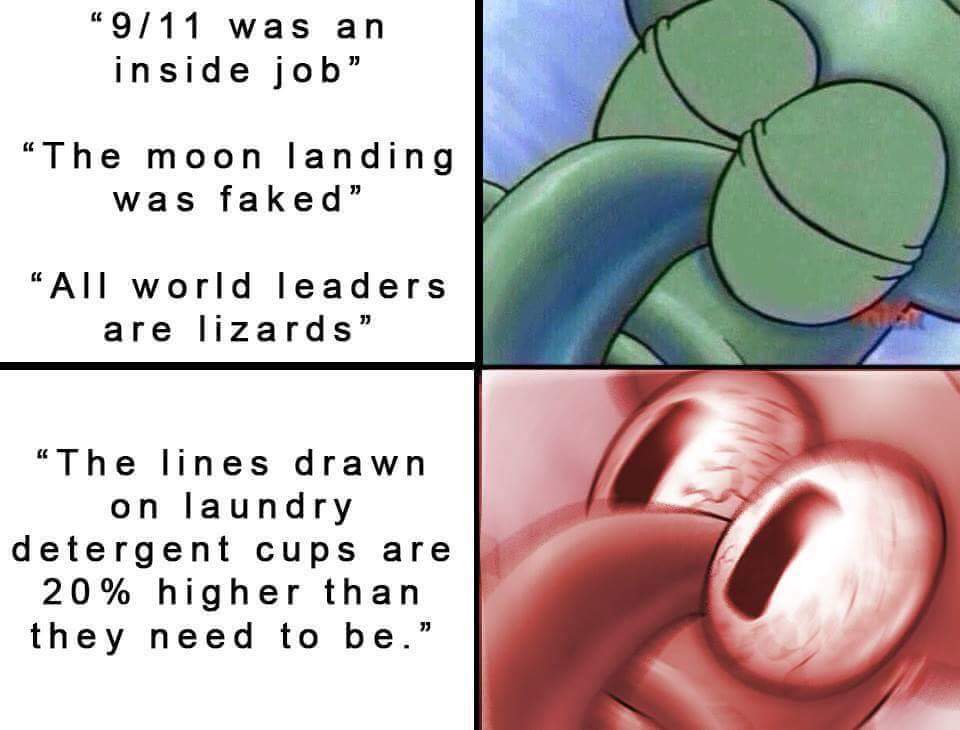 “9/11 was an
inside job”
“The moon landing
was faked”
“All world leaders
are lizards”
“The lines drawn
on laundry
detergent cups are
20% higher than
they need to be.”